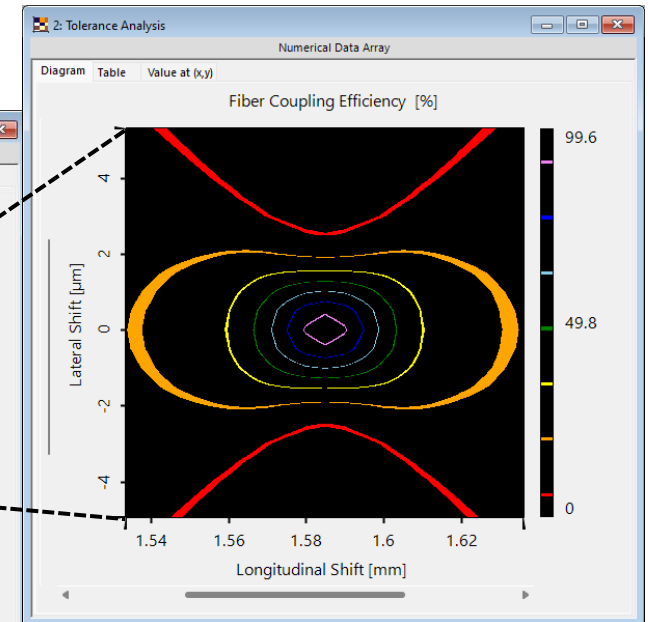 2: Tolerance Analysis
Numerical Data Array
Diagram Table Value at (x,y)
Fiber Coupling Efficiency [%]
99.6
49.8
0
4
2
0
-2
-4
Lateral Shift [µm]
1.54 1.56 1.58 1.6 1.62
Longitudinal Shift [mm]